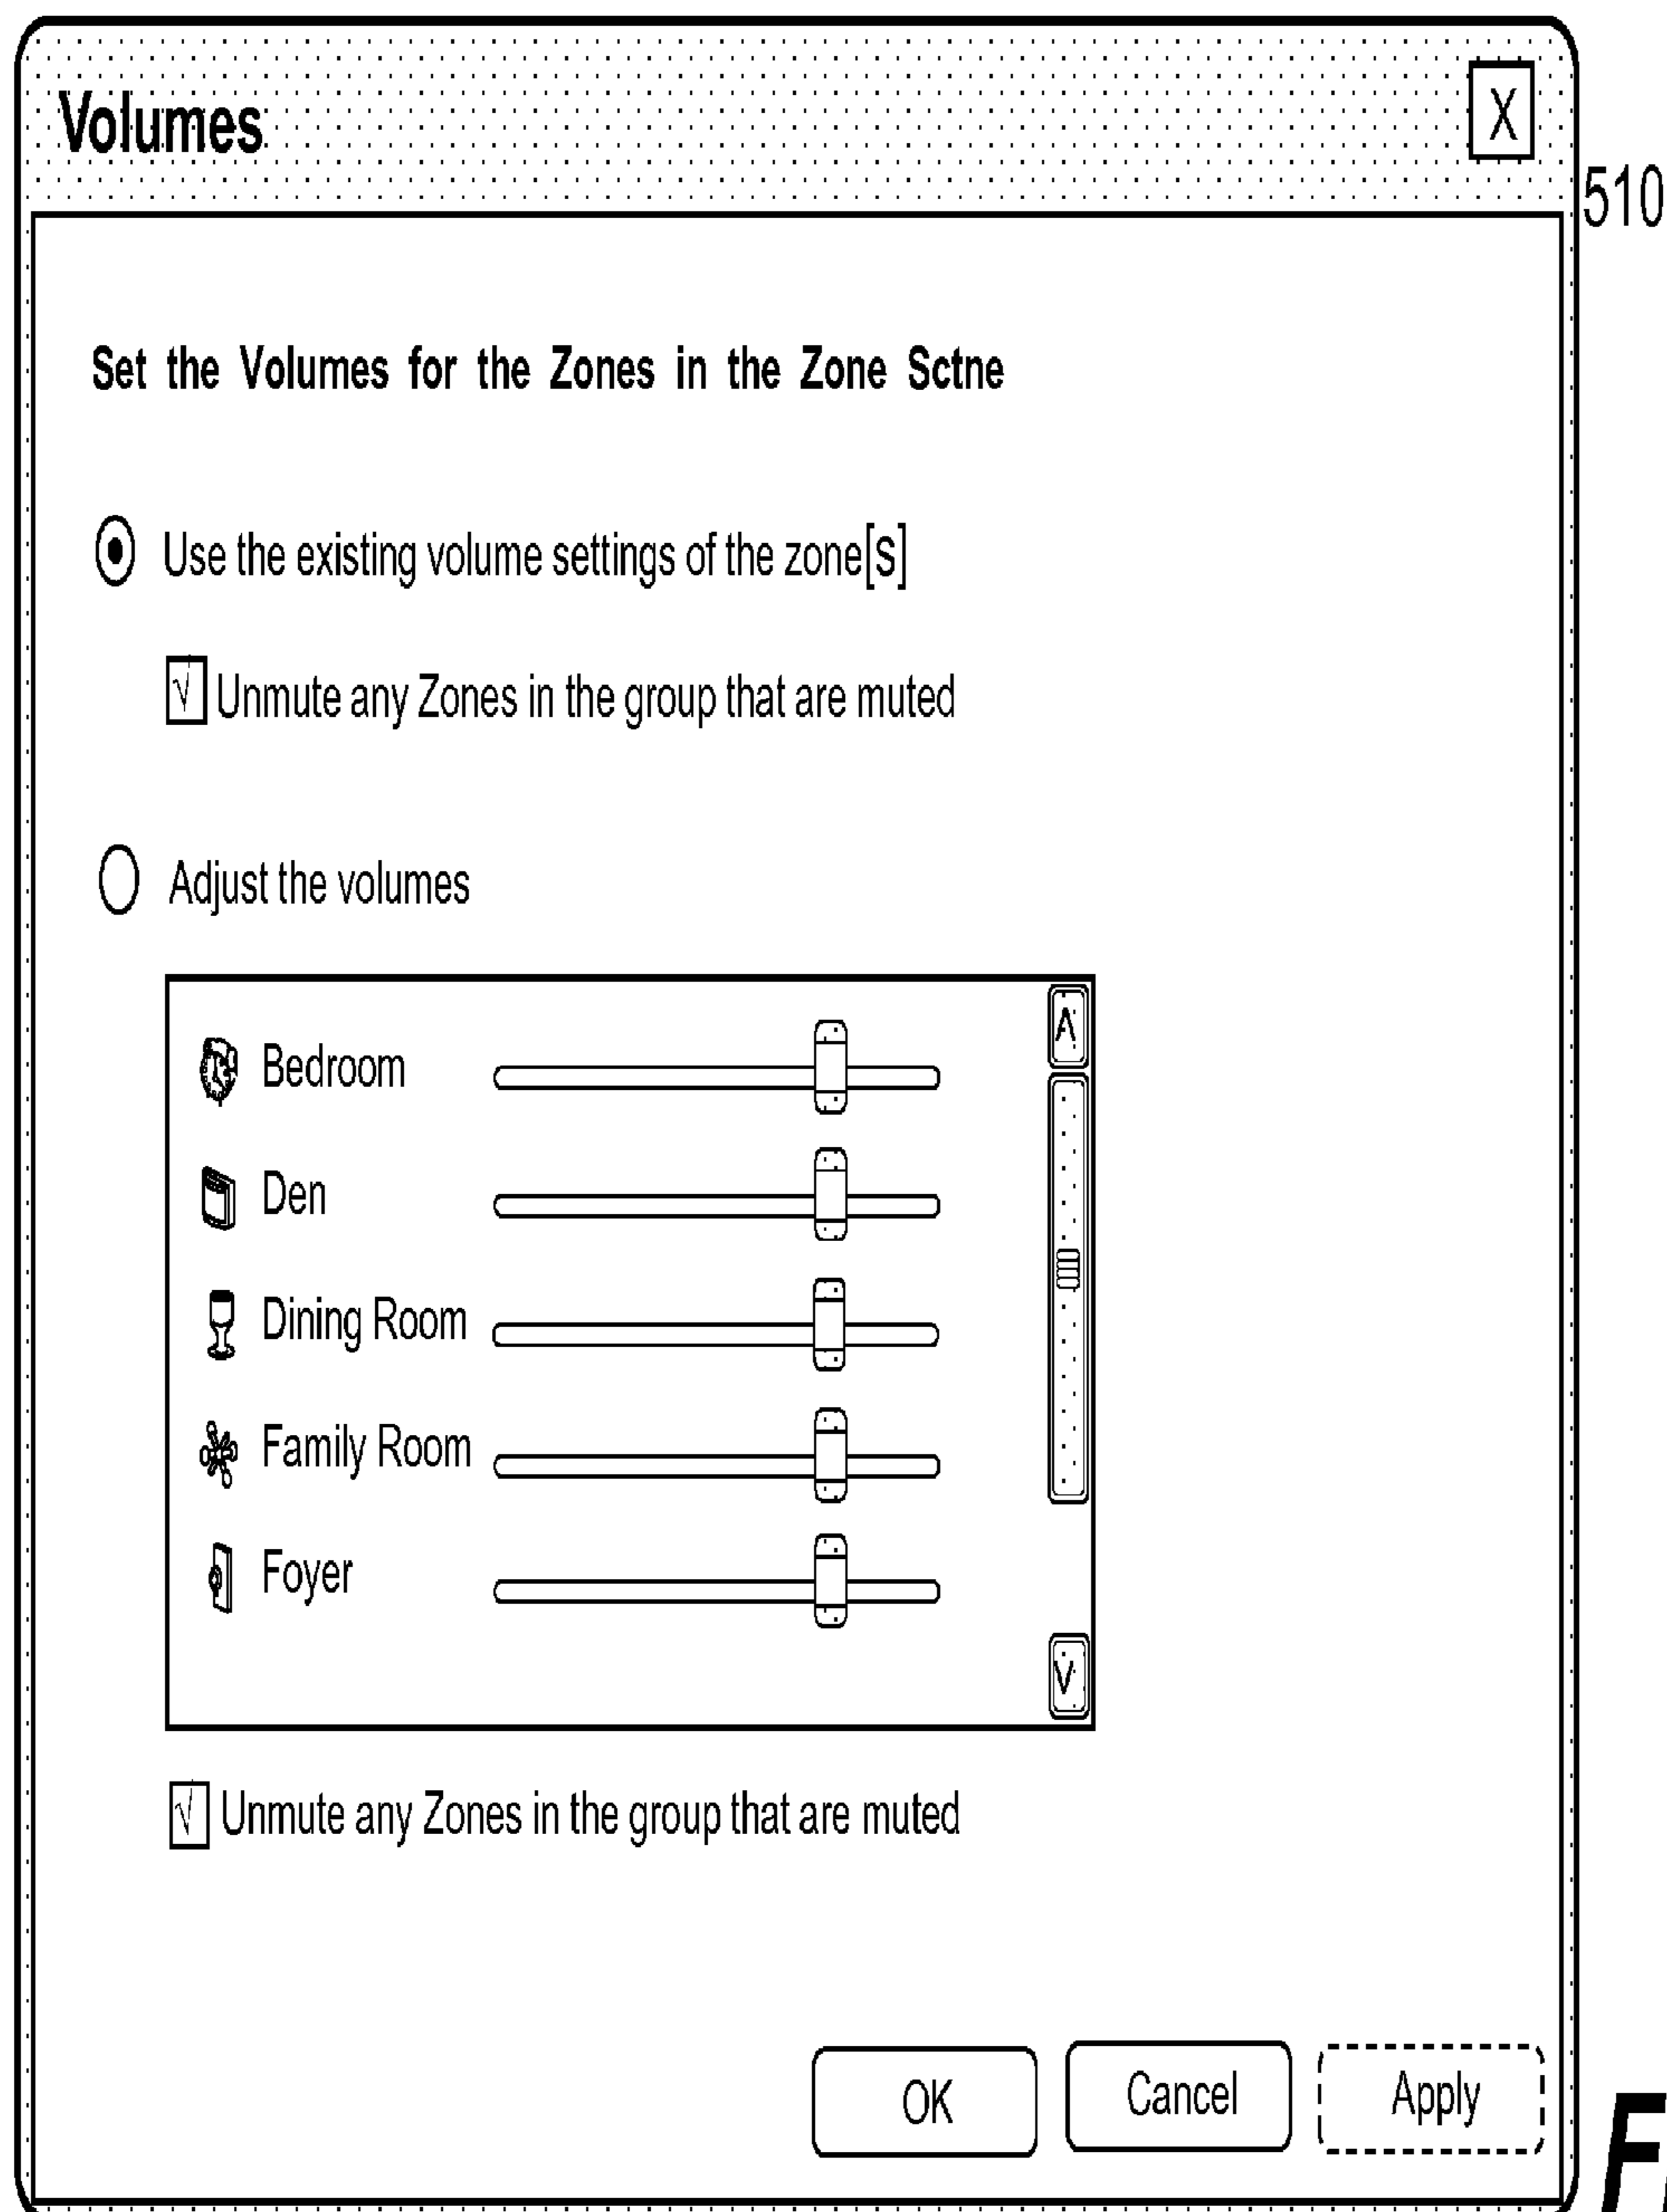 Volumes
X
510
Set the Volumes for the Zones in the Zone Sctne
Use the existing volume settings of the zone[s]
√ Unmute any Zones in the group that are muted
Adjust the volumes
Bedroom
Den
Dining Room
Family Room
Foyer
√ Unmute any Zones in the group that are muted
OK
Cancel
Apply
F